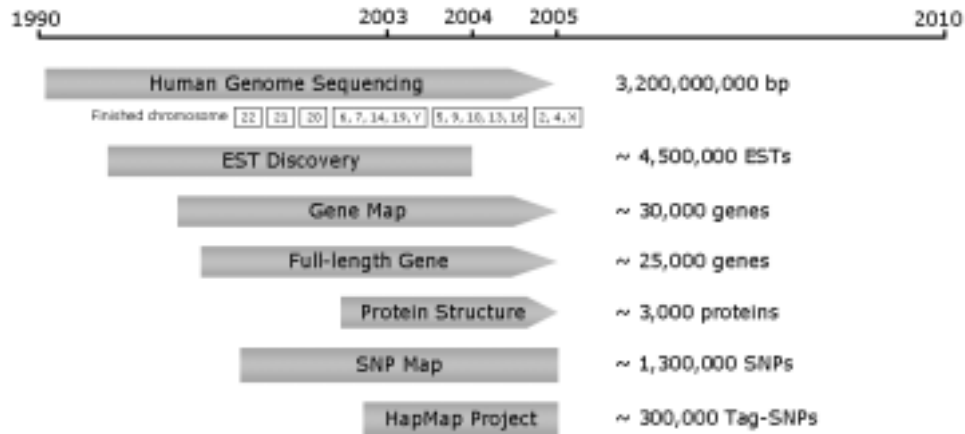 1990 2003 2004 2005 2010
Human Genome Sequencing 3,200,000,000 bp
Finished chromosome 22 21 20 6, 7, 14, 19, Y 5, 9, 10, 13, 16 2, 4, X
EST Discovery ~ 4,500,000 ESTs
Gene Map ~ 30,000 genes
Full-length Gene ~ 25,000 genes
Protein Structure ~ 3,000 proteins
SNP Map ~ 1,300,000 SNPs
HapMap Project ~ 300,000 Tag-SNPs